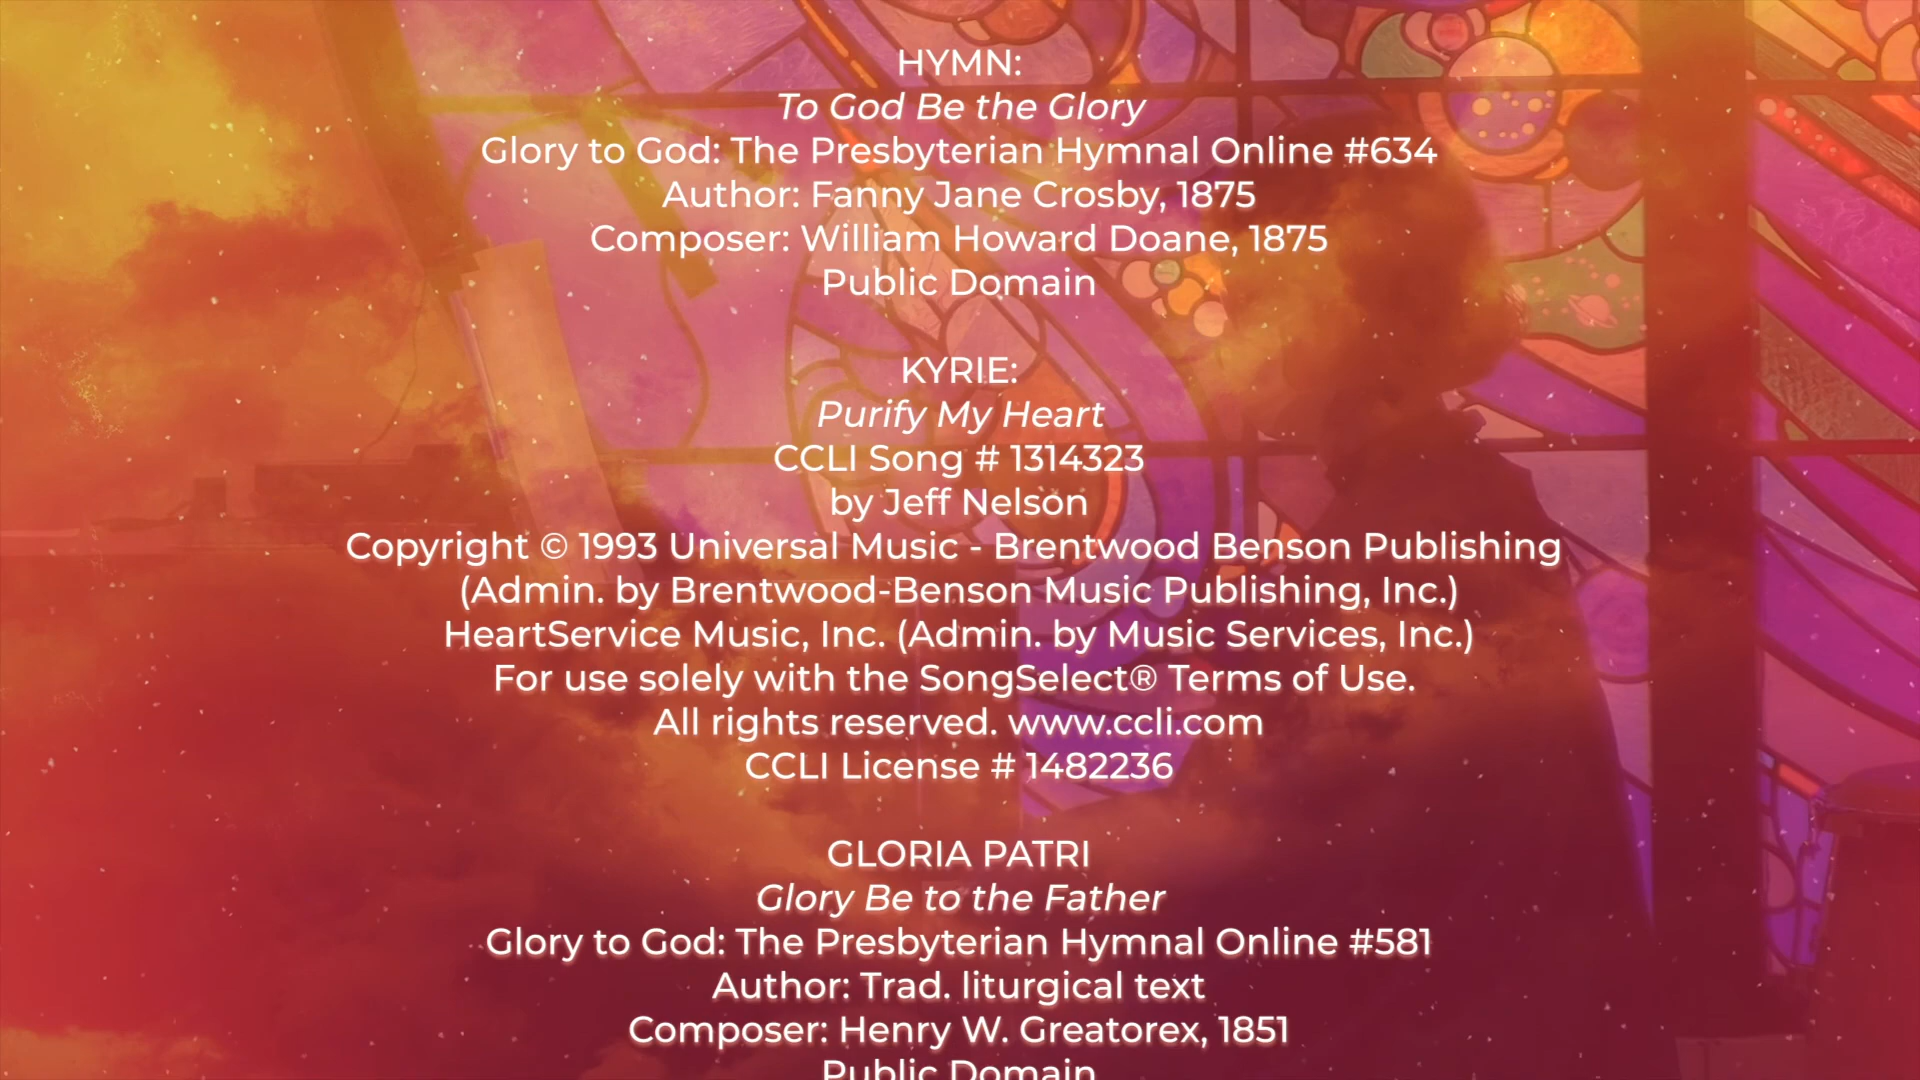 HYMN:
To God Be the Glory
Glory to God: The Presbyterian Hymnal Online #634
Author: Fanny Jane Crosby, 1875
Composer: William Howard Doane, 1875
Public Domain
KYRIE:
Purify My Heart
CCLI Song # 1314323
by Jeff Nelson
Copyright © 1993 Universal Music - Brentwood Benson Publishing
(Admin. by Brentwood-Benson Music Publishing, Inc.)
HeartService Music, Inc. (Admin. by Music Services, Inc.)
For use solely with the SongSelect® Terms of Use.
All rights reserved. www.ccli.com
CCLI License # 1482236
GLORIA PATRI
Glory Be to the Father
Glory to God: The Presbyterian Hymnal Online #581
Author: Trad. liturgical text
Composer: Henry W. Greatorex, 1851
Public Domain